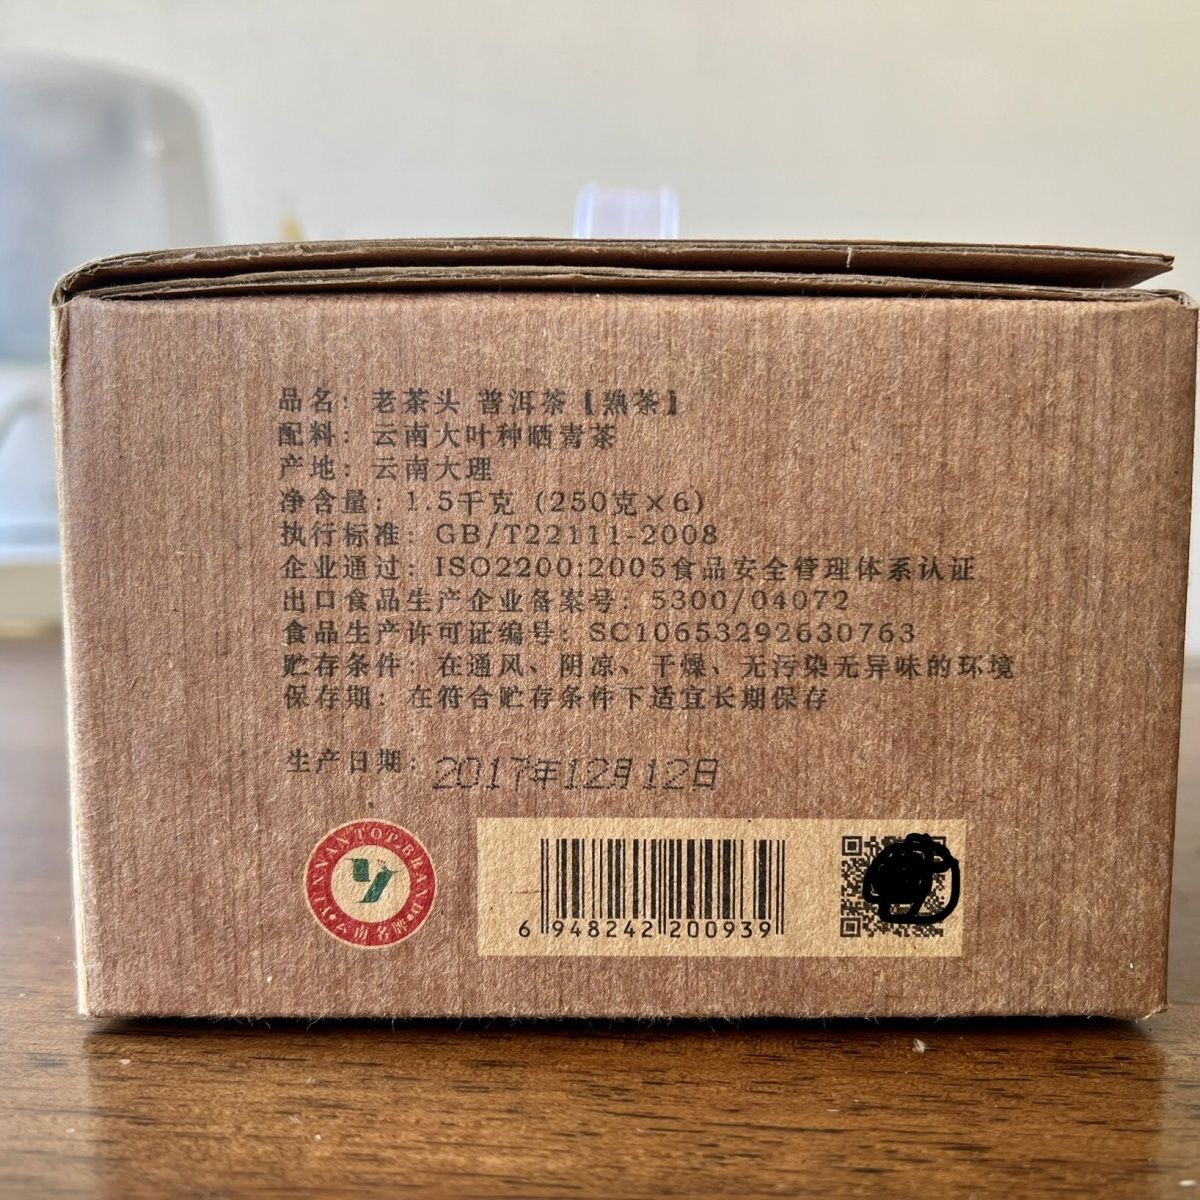 品名：老茶头 普洱茶【熟茶】
配料：云南大叶种晒青茶
产地：云南大理
净含量：1.5千克（250克×6）
执行标准：GB/T22111-2008
企业通过：ISO2200:2005食品安全管理体系认证
出口食品生产企业备案号：5300/04072
食品生产许可证编号：SC10653292630763
贮存条件：在通风、阴凉、干燥、无污染无异味的环境
保存期：在符合贮存条件下适宜长期保存
生产日期：2017年12月12日
YUNNAN TOP BRAND
云南名牌
6 948242 200939